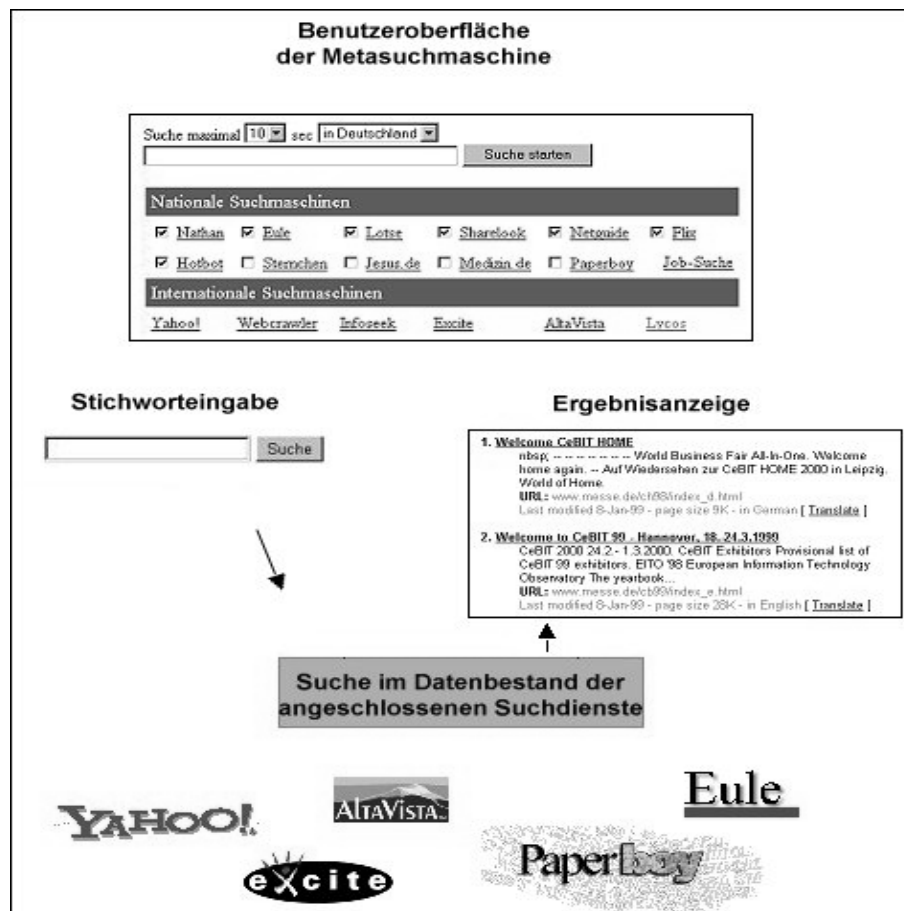 Benutzeroberfläche
der Metasuchmaschine
Suche maximal 10 sec in Deutschland
Suche starten
Nationale Suchmaschinen
Nathan Eule Lotse Sharelook Netguide Flix
Hotbot Sternchen Jesus.de Medizin.de Paperboy Job-Suche
Internationale Suchmaschinen
Yahoo! Webcrawler Infoseek Excite AltaVista Lycos
Stichworteingabe
Suche
Ergebnisanzeige
1. Welcome CeBIT HOME
nbsp; -- -- -- -- -- -- -- -- World Business Fair All-In-One. Welcome
home again. -- Auf Wiedersehen zur CeBIT HOME 2000 in Leipzig.
World of Home.
URL: www.messe.de/ch98/index_d.html
Last modified 8-Jan-99 - page size 9K - in German [ Translate ]
2. Welcome to CeBIT 99 . Hannover, 18. 24.3.1999
CeBIT 2000 24.2.- 1.3.2000. CeBIT Exhibitors Provisional list of
CeBIT 99 exhibitors. EITO '98 European Information Technology
Observatory The yearbook...
URL: www.messe.de/cb99/index_e.html
Last modified 8-Jan-99 - page size 28K - in English [ Translate ]
Suche im Datenbestand der
angeschlossenen Suchdienste
YAHOO!
ALTAVISTA
Eule
excite
Paperboy